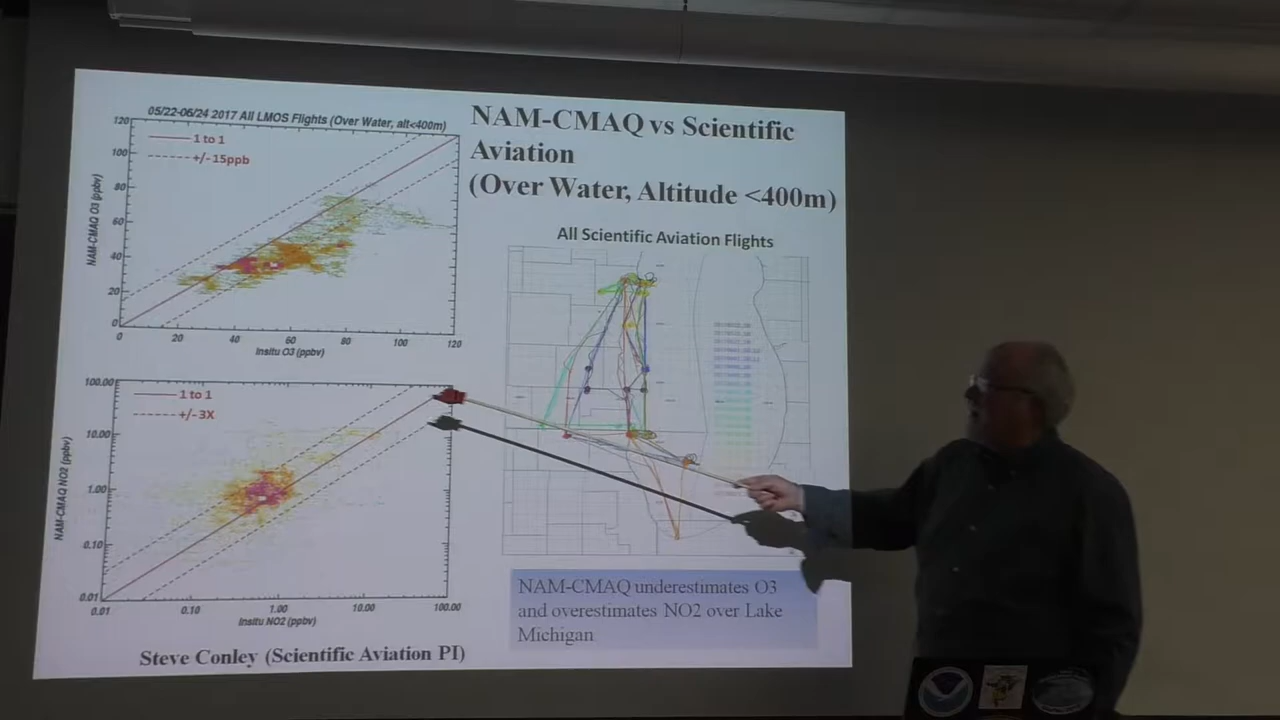 05/22-06/24 2017 All LMOS Flights (Over Water, alt<400m)
120
100
80
60
40
20
0
1 to 1
+/-15ppb
NAM-CMAQ O3 (ppbv)
0 20 40 60 80 100 120
Insitu O3 (ppbv)
NAM-CMAQ vs Scientific
Aviation
(Over Water, Altitude <400m)
All Scientific Aviation Flights
100.00
10.00
1.00
0.10
0.01
1 to 1
+/-3X
NAM-CMAQ NO2 (ppbv)
0.01 0.10 1.00 10.00 100.00
Insitu NO2 (ppbv)
NAM-CMAQ underestimates O3
and overestimates NO2 over Lake
Michigan
Steve Conley (Scientific Aviation PI)